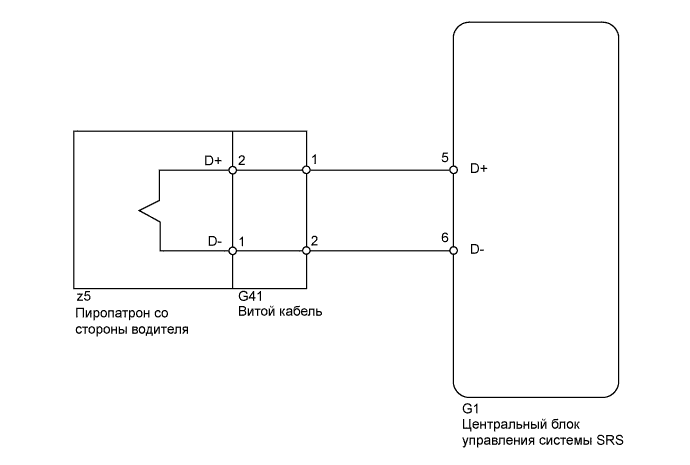 D+ 2 1 5 D+
D- 1 2 6 D-
z5
Пиропатрон со
стороны водителя
G41
Витой кабель
G1
Центральный блок
управления системы SRS